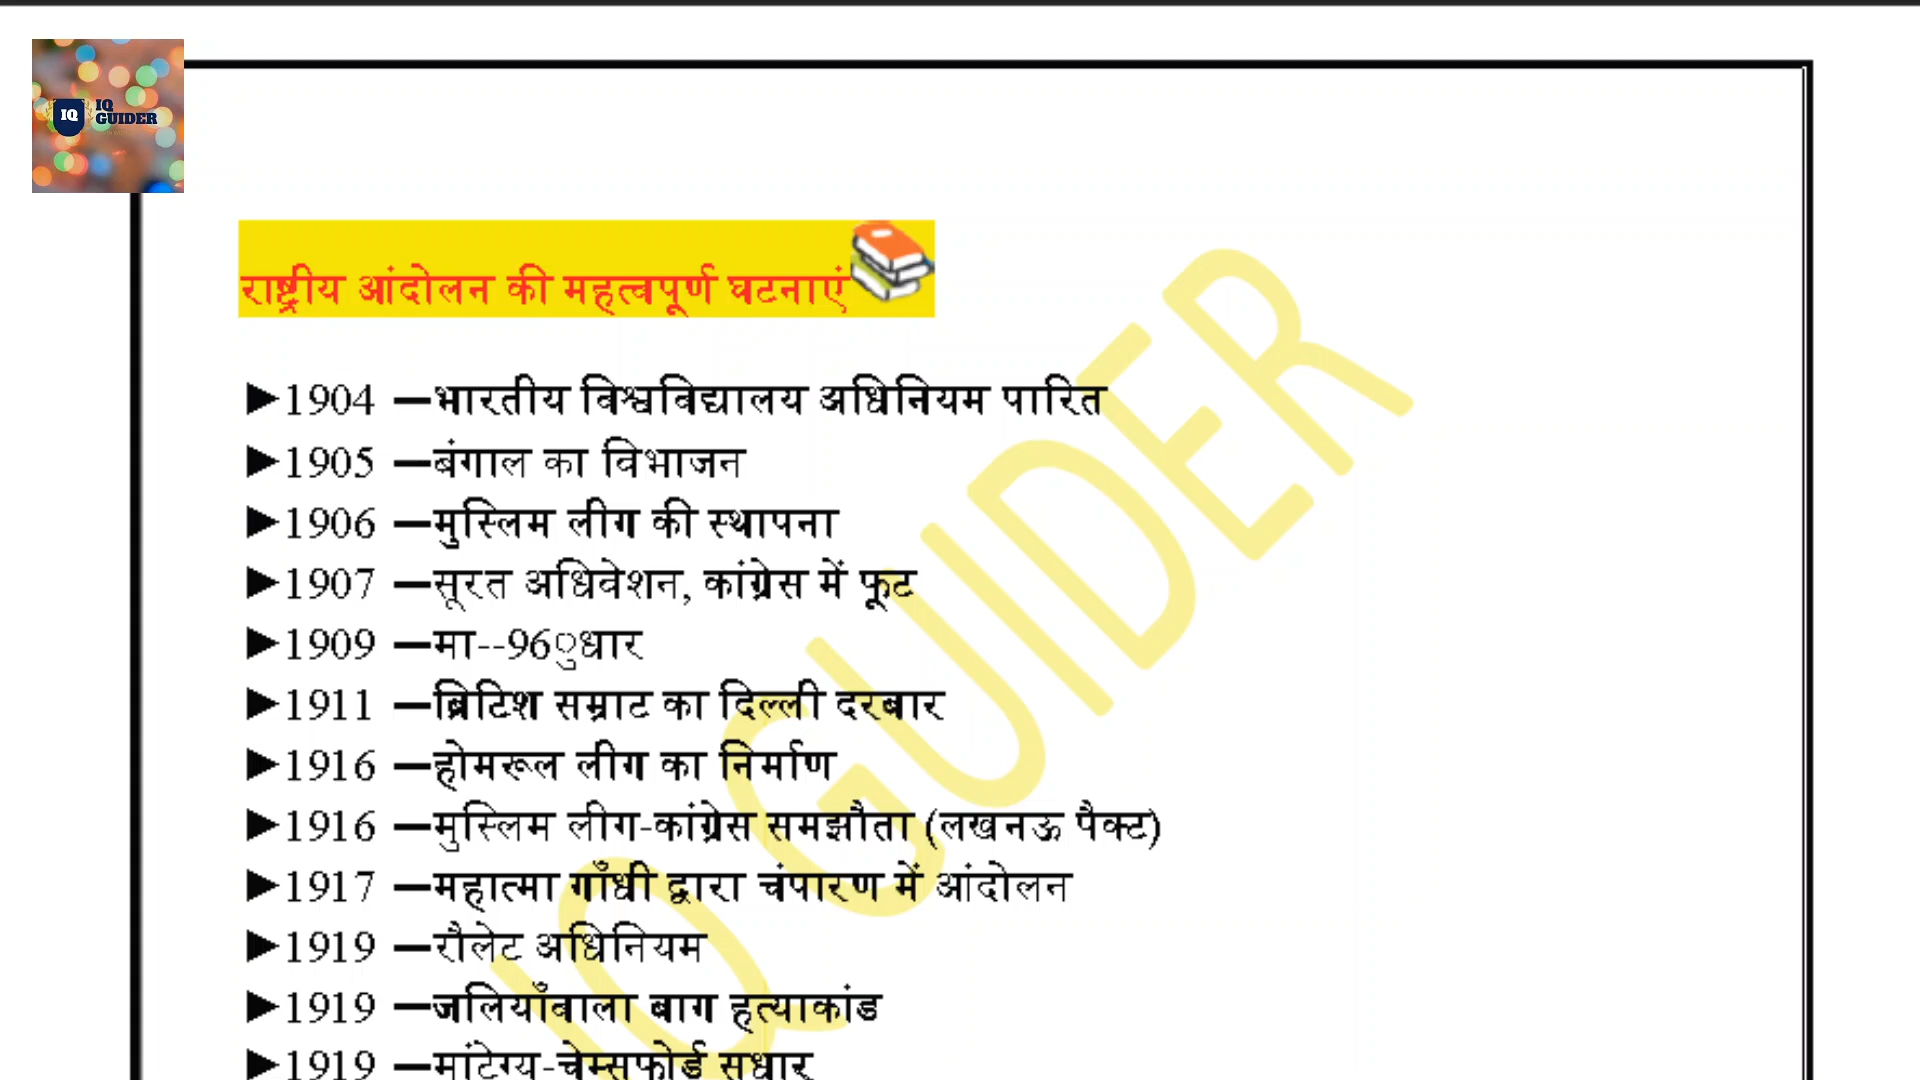 IQ
IQ
GUIDER
राष्ट्रीय आंदोलन की महत्वपूर्ण घटनाएं
►1904 —भारतीय विश्वविद्यालय अधिनियम पारित
►1905 —बंगाल का विभाजन
►1906 —मुस्लिम लीग की स्थापना
►1907 —सूरत अधिवेशन, कांग्रेस में फूट
►1909 —मा--96ुधार
►1911 —ब्रिटिश सम्राट का दिल्ली दरबार
►1916 —होमरूल लीग का निर्माण
►1916 —मुस्लिम लीग-कांग्रेस समझौता (लखनऊ पैक्ट)
►1917 —महात्मा गाँधी द्वारा चंपारण में आंदोलन
►1919 —रौलेट अधिनियम
►1919 —जलियाँवाला बाग हत्याकांड
►1919 —मांटेग्य-चेम्सफोर्ड सुधार
IQ GUIDER